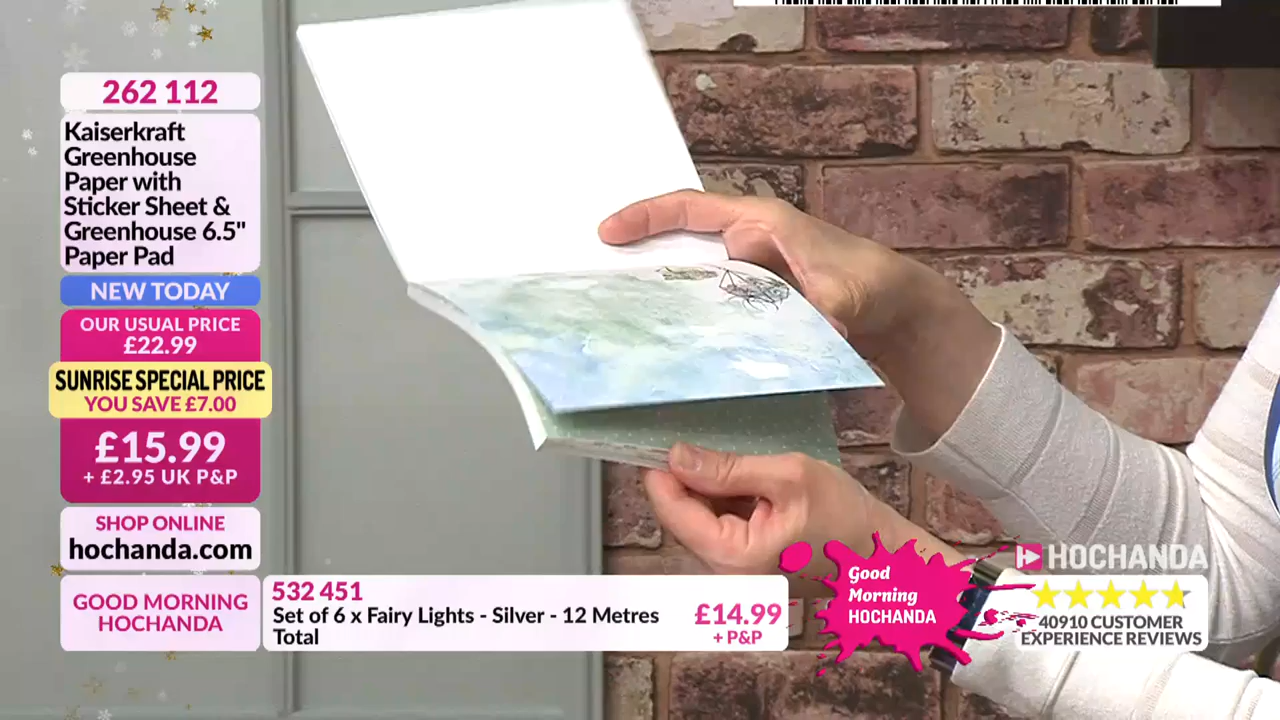 262 112
Kaiserkraft
Greenhouse
Paper with
Sticker Sheet &
Greenhouse 6.5"
Paper Pad
NEW TODAY
OUR USUAL PRICE
£22.99
SUNRISE SPECIAL PRICE
YOU SAVE £7.00
£15.99
+ £2.95 UK P&P
SHOP ONLINE
hochanda.com
GOOD MORNING
HOCHANDA
532 451
Set of 6 x Fairy Lights - Silver - 12 Metres
Total
£14.99
+ P&P
Good
Morning
HOCHANDA
HOCHANDA
40910 CUSTOMER
EXPERIENCE REVIEWS